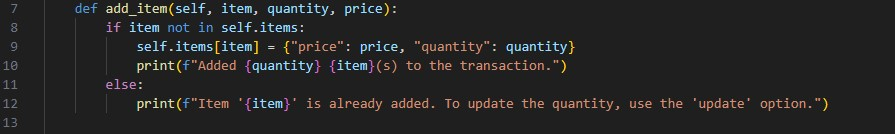 7 def add_item(self, item, quantity, price):
8 if item not in self.items:
9 self.items[item] = {"price": price, "quantity": quantity}
10 print(f"Added {quantity} {item}(s) to the transaction.")
11 else:
12 print(f"Item '{item}' is already added. To update the quantity, use the 'update' option.")
13